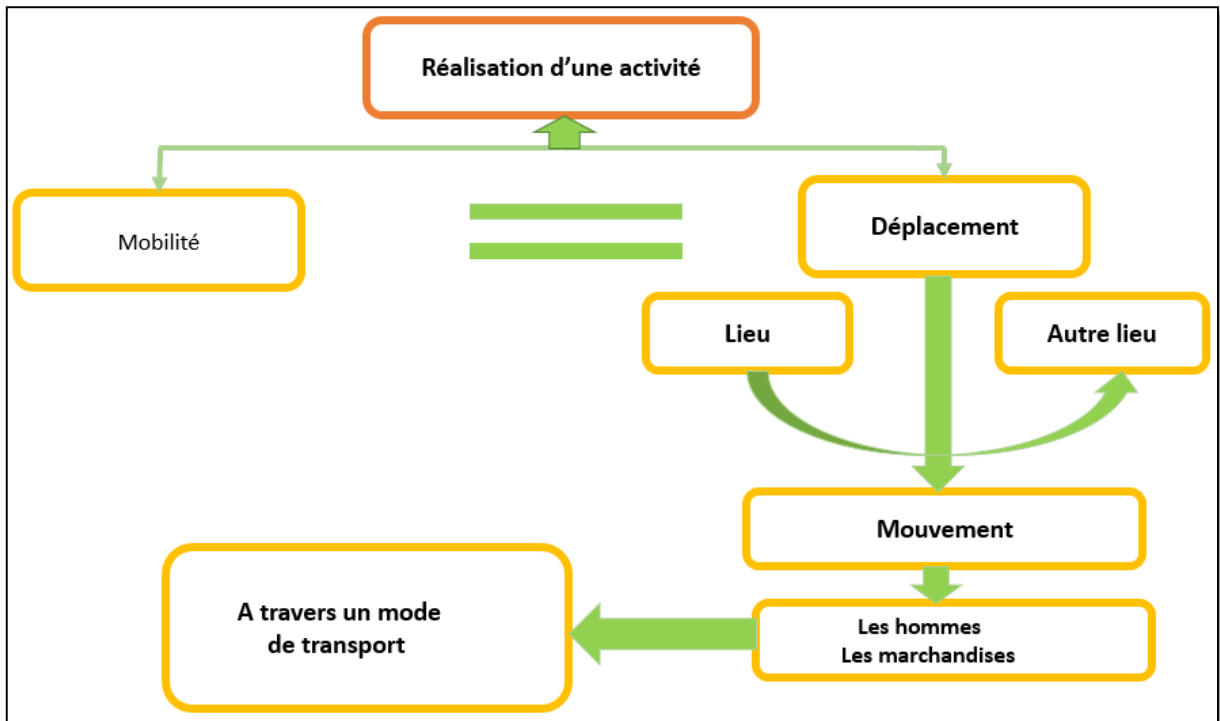 Réalisation d’une activité
Mobilité
Déplacement
Lieu
Autre lieu
Mouvement
A travers un mode
de transport
Les hommes
Les marchandises